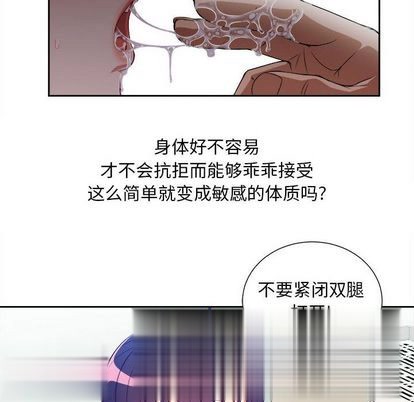 身体好不容易
才不会抗拒而能够乖乖接受
这么简单就变成敏感的体质吗?
不要紧闭双腿